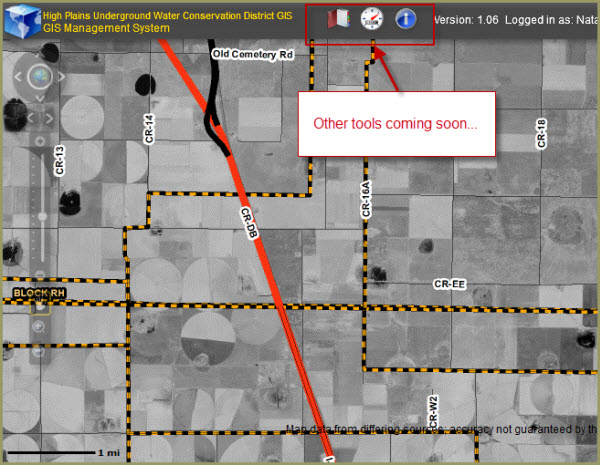 High Plains Underground Water Conservation District GIS
GIS Management System
Version: 1.06 Logged in as: Nata
Old Cemetery Rd
Other tools coming soon...
CR-14
CR-18
CR-13
CR-16A
CR-DB
CR-EE
BLOCK RH
CR-W2
Map data from differing sources; accuracy not guaranteed by th
1 mi